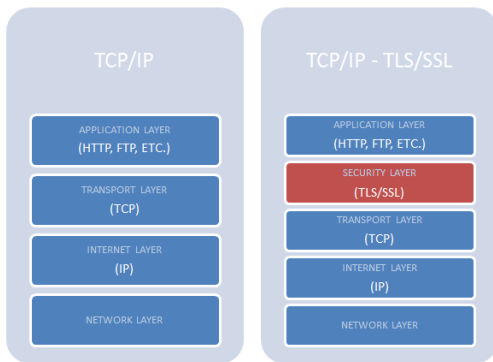 TCP/IP
APPLICATION LAYER
(HTTP, FTP, ETC.)
TRANSPORT LAYER
(TCP)
INTERNET LAYER
(IP)
NETWORK LAYER
TCP/IP - TLS/SSL
APPLICATION LAYER
(HTTP, FTP, ETC.)
SECURITY LAYER
(TLS/SSL)
TRANSPORT LAYER
(TCP)
INTERNET LAYER
(IP)
NETWORK LAYER